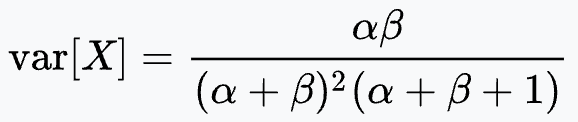 var[X] = αβ / ((α + β)²(α + β + 1))